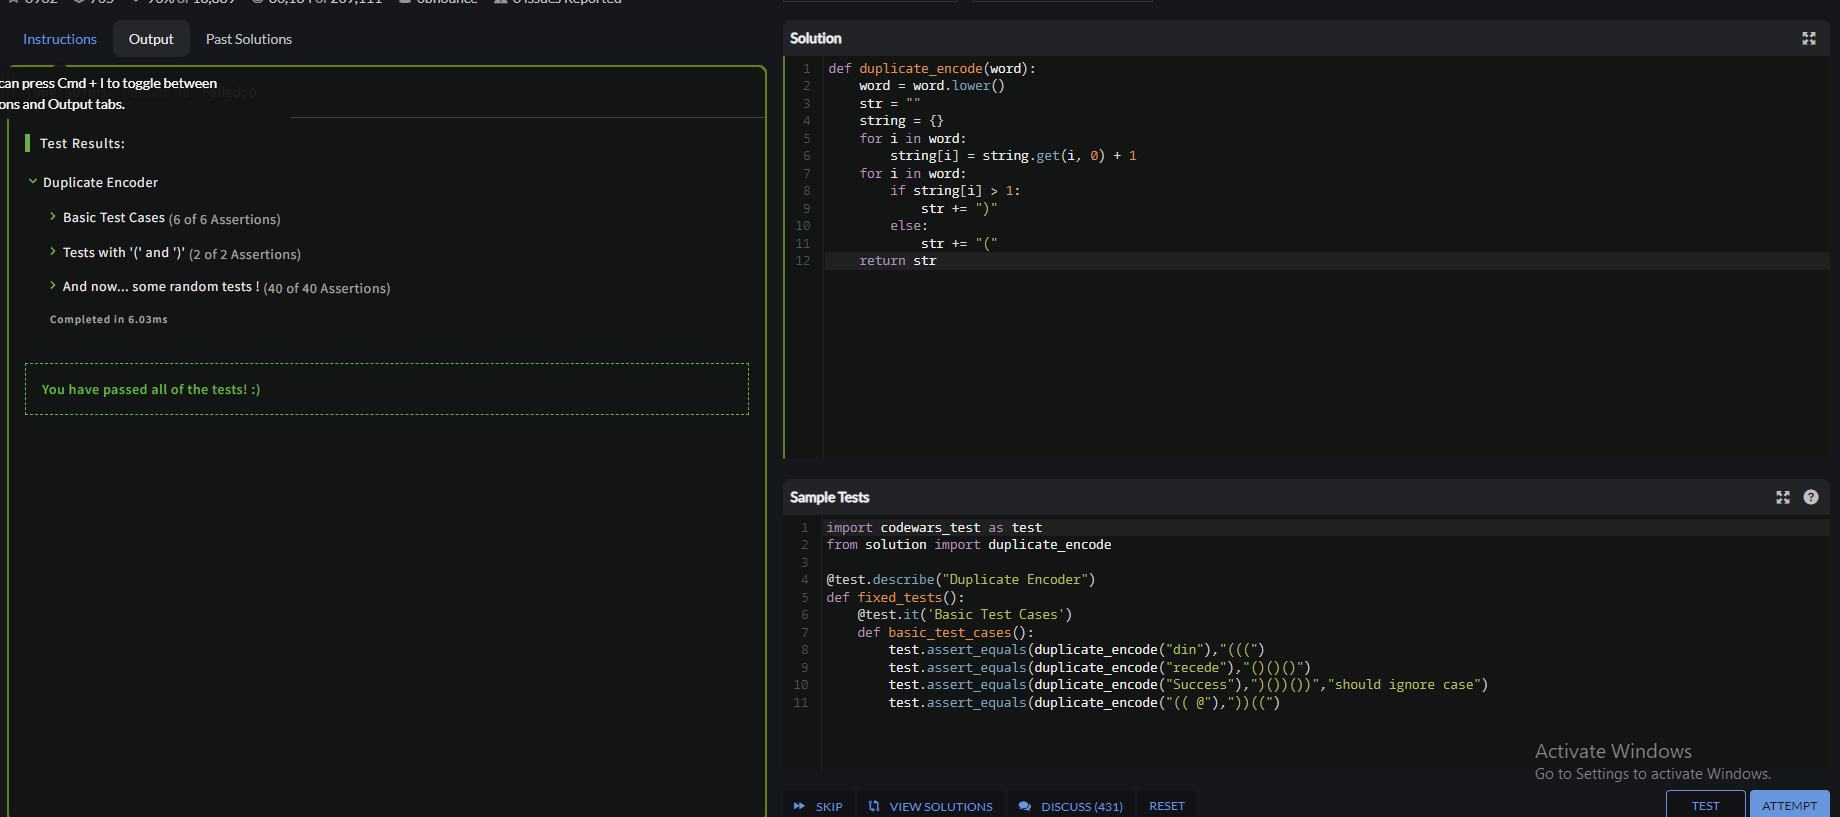 Instructions
Output
Past Solutions
can press Cmd + I to toggle between
ons and Output tabs.
Test Results:
Duplicate Encoder
Basic Test Cases (6 of 6 Assertions)
Tests with '(' and ')' (2 of 2 Assertions)
And now... some random tests ! (40 of 40 Assertions)
Completed in 6.03ms
You have passed all of the tests! :)
Solution
1 def duplicate_encode(word):
2     word = word.lower()
3     str = ""
4     string = {}
5     for i in word:
6         string[i] = string.get(i, 0) + 1
7     for i in word:
8         if string[i] > 1:
9             str += ")"
10         else:
11             str += "("
12     return str
Sample Tests
1 import codewars_test as test
2 from solution import duplicate_encode
3
4 @test.describe("Duplicate Encoder")
5 def fixed_tests():
6     @test.it('Basic Test Cases')
7     def basic_test_cases():
8         test.assert_equals(duplicate_encode("din"),"(((")
9         test.assert_equals(duplicate_encode("recede"),"()()()")
10         test.assert_equals(duplicate_encode("Success"),")())())","should ignore case")
11         test.assert_equals(duplicate_encode("(( @"),"))((")
Activate Windows
Go to Settings to activate Windows.
SKIP
VIEW SOLUTIONS
DISCUSS (431)
RESET
TEST
ATTEMPT